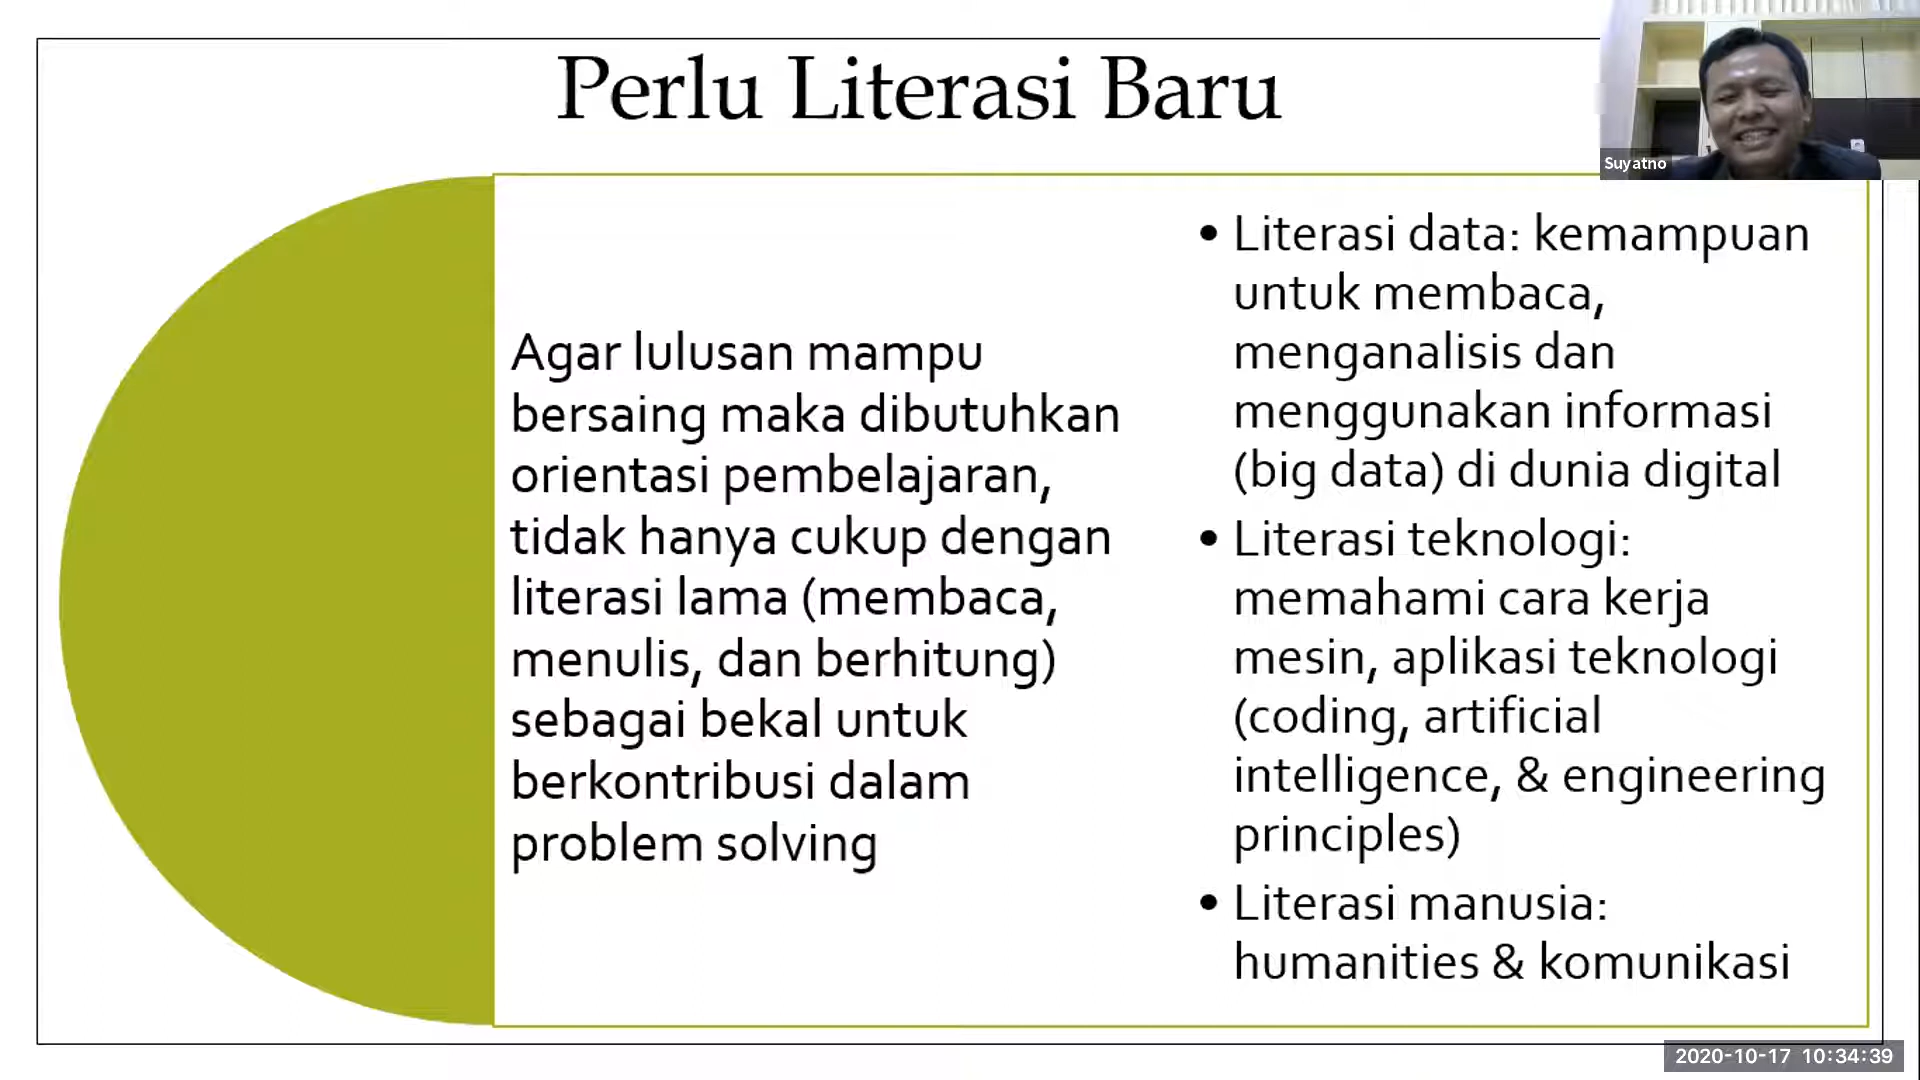 Perlu Literasi Baru
Suyatno
Agar lulusan mampu
bersaing maka dibutuhkan
orientasi pembelajaran,
tidak hanya cukup dengan
literasi lama (membaca,
menulis, dan berhitung)
sebagai bekal untuk
berkontribusi dalam
problem solving
• Literasi data: kemampuan
untuk membaca,
menganalisis dan
menggunakan informasi
(big data) di dunia digital
• Literasi teknologi:
memahami cara kerja
mesin, aplikasi teknologi
(coding, artificial
intelligence, & engineering
principles)
• Literasi manusia:
humanities & komunikasi
2020-10-17 10:34:39